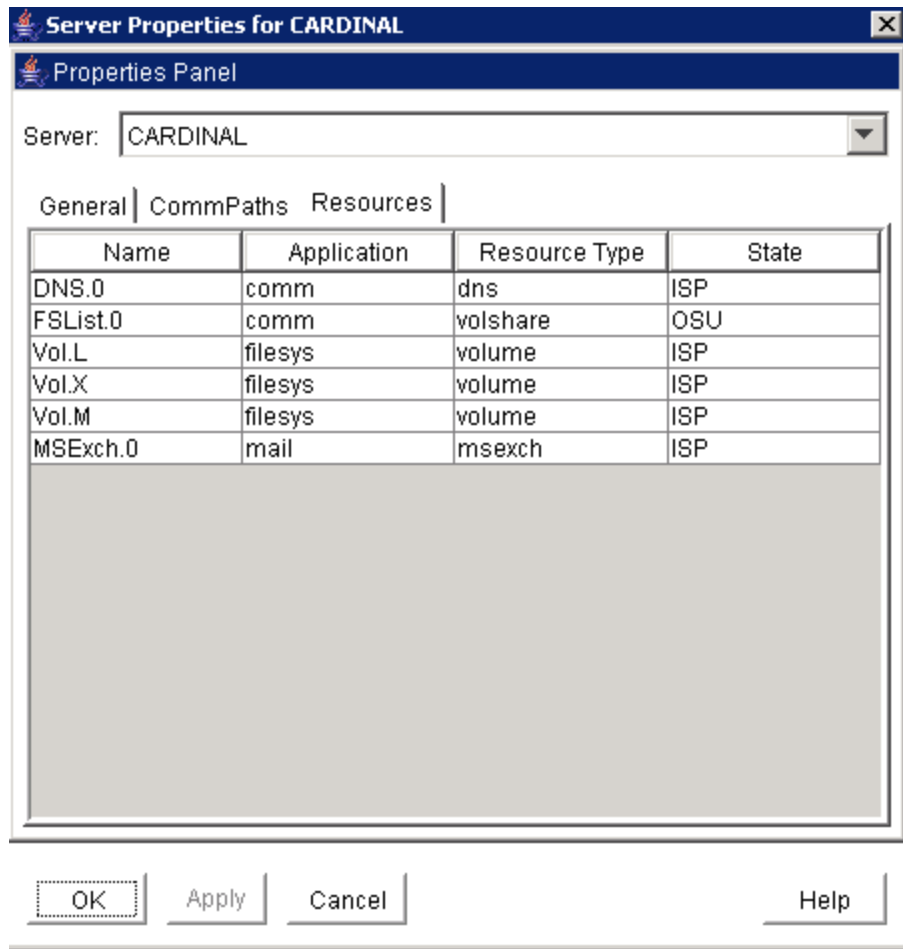 Server Properties for CARDINAL
Properties Panel
Server: CARDINAL
General CommPaths Resources
Name Application Resource Type State
DNS.0 comm dns ISP
FSList.0 comm volshare OSU
Vol.L filesys volume ISP
Vol.X filesys volume ISP
Vol.M filesys volume ISP
MSExch.0 mail msexch ISP
OK Apply Cancel Help